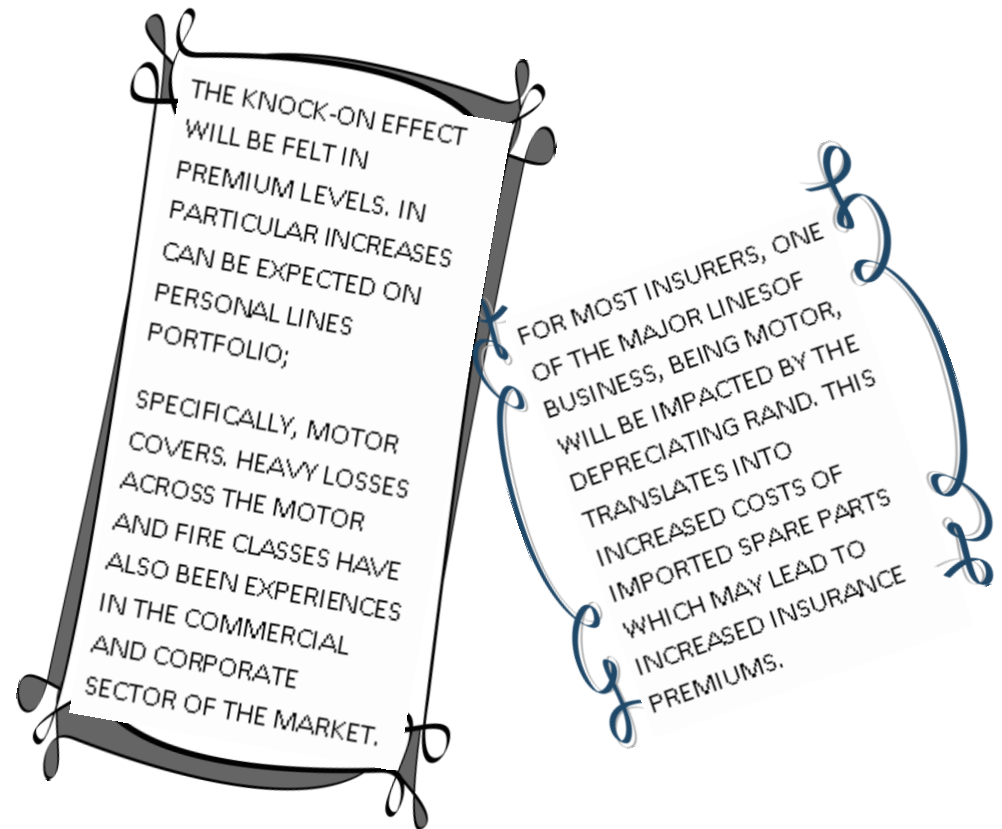 THE KNOCK-ON EFFECT
WILL BE FELT IN
PREMIUM LEVELS. IN
PARTICULAR INCREASES
CAN BE EXPECTED ON
PERSONAL LINES
PORTFOLIO;
SPECIFICALLY, MOTOR
COVERS. HEAVY LOSSES
ACROSS THE MOTOR
AND FIRE CLASSES HAVE
ALSO BEEN EXPERIENCES
IN THE COMMERCIAL
AND CORPORATE
SECTOR OF THE MARKET.
FOR MOST INSURERS, ONE
OF THE MAJOR LINESOF
BUSINESS, BEING MOTOR,
WILL BE IMPACTED BY THE
DEPRECIATING RAND. THIS
TRANSLATES INTO
INCREASED COSTS OF
IMPORTED SPARE PARTS
WHICH MAY LEAD TO
INCREASED INSURANCE
PREMIUMS.